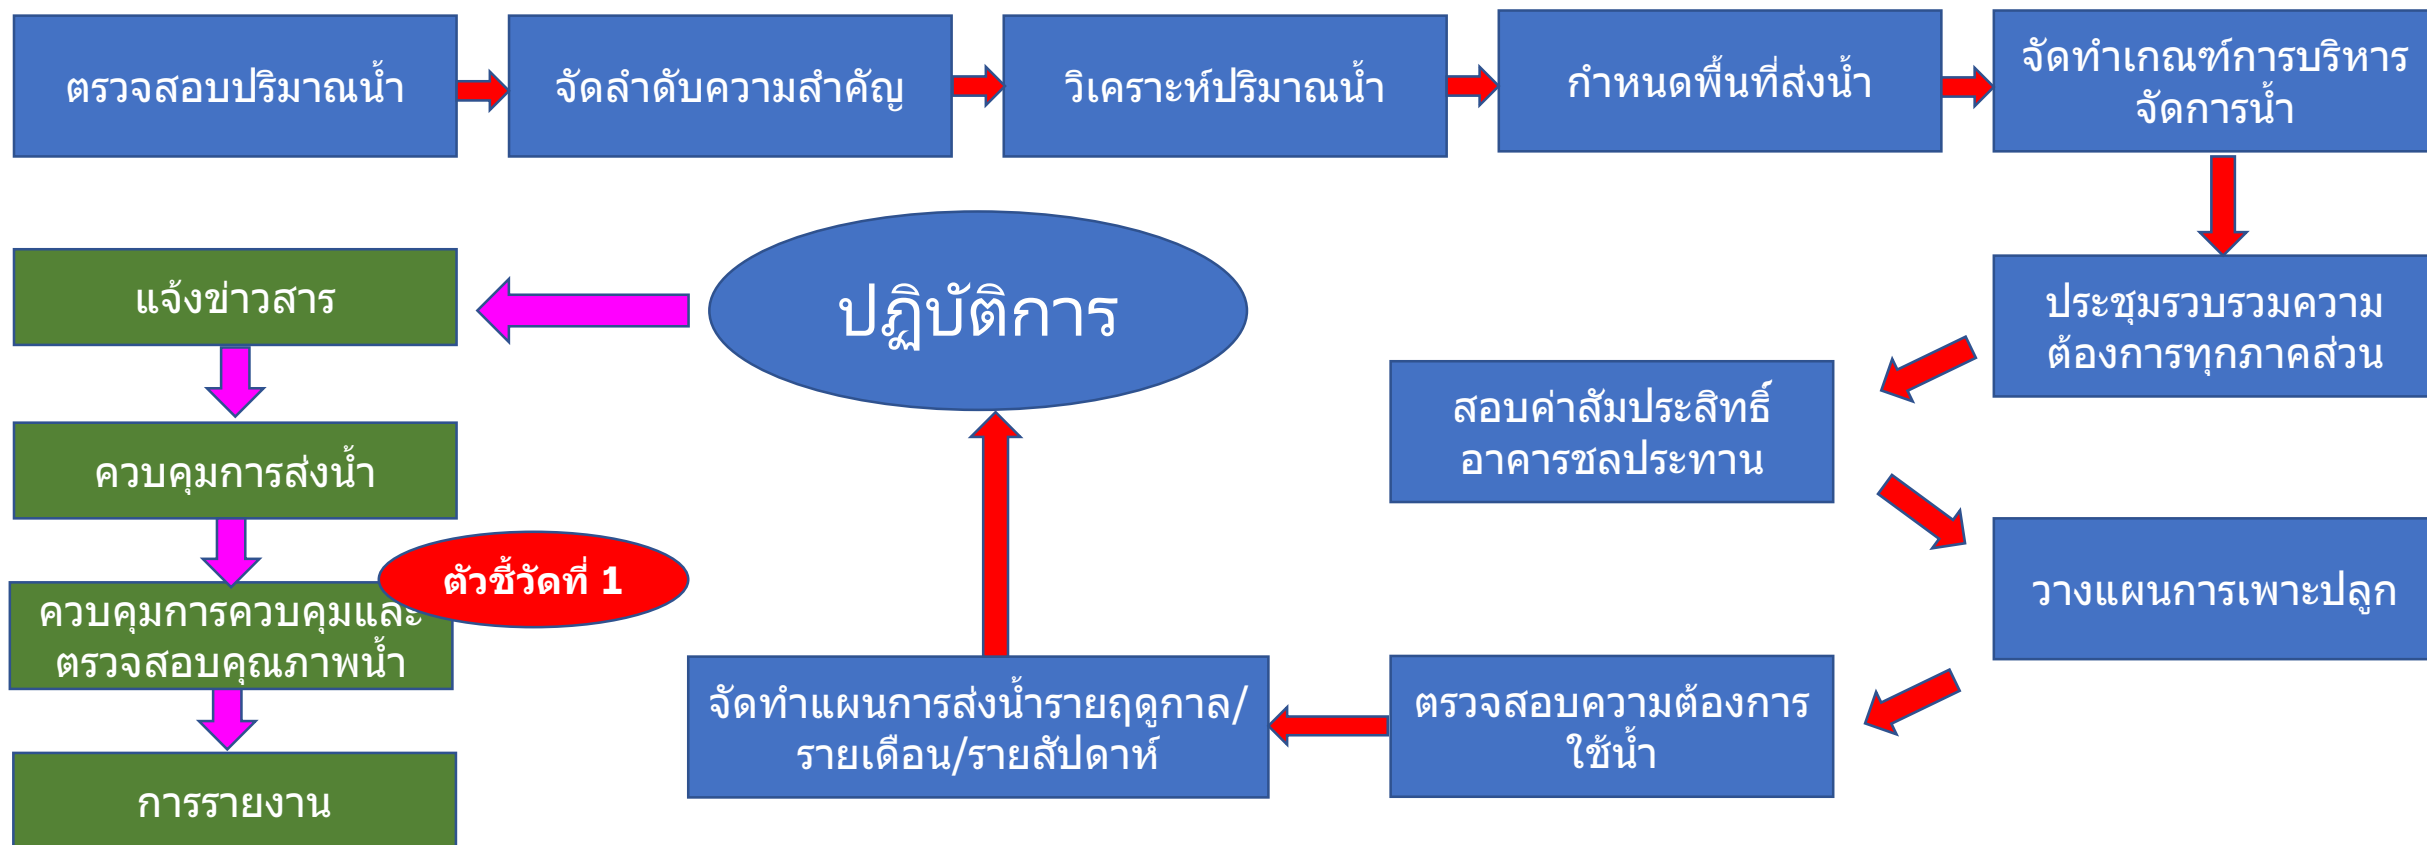 ตรวจสอบปริมาณน้ำ
จัดลำดับความสำคัญ
วิเคราะห์ปริมาณน้ำ
กำหนดพื้นที่ส่งน้ำ
จัดทำเกณฑ์การบริหาร
จัดการน้ำ
ประชุมรวบรวมความ
ต้องการทุกภาคส่วน
สอบค่าสัมประสิทธิ์
อาคารชลประทาน
วางแผนการเพาะปลูก
ตรวจสอบความต้องการ
ใช้น้ำ
จัดทำแผนการส่งน้ำรายฤดูกาล/
รายเดือน/รายสัปดาห์
ปฏิบัติการ
แจ้งข่าวสาร
ควบคุมการส่งน้ำ
ตัวชี้วัดที่ 1
ควบคุมการควบคุมและ
ตรวจสอบคุณภาพน้ำ
การรายงาน